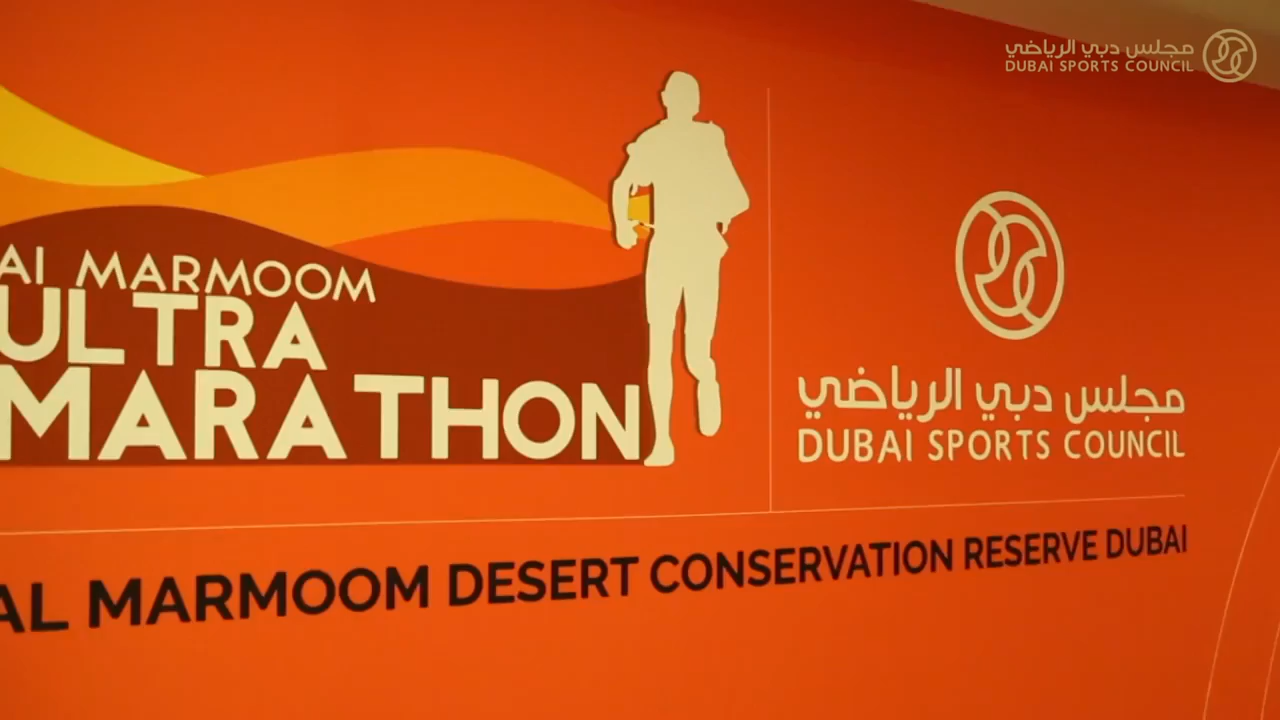 مجلس دبي الرياضي
DUBAI SPORTS COUNCIL
AI MARMOOM
ULTRA
MARATHON
مجلس دبي الرياضي
DUBAI SPORTS COUNCIL
AL MARMOOM DESERT CONSERVATION RESERVE DUBAI